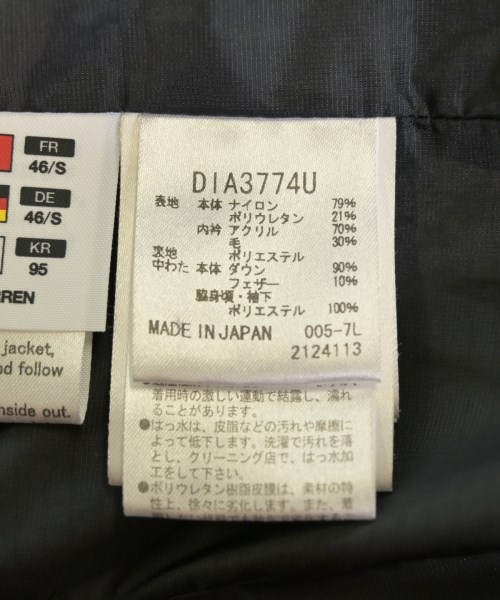 FR
46/S
DE
46/S
KR
95
RREN
jacket,
nd follow
nside out.
DIA3774U
表地 本体 ナイロン 79%
ポリウレタン 21%
内衿 アクリル 70%
毛 30%
裏地 ポリエステル
中わた 本体 ダウン 90%
フェザー 10%
脇身頃・袖下
ポリエステル 100%
MADE IN JAPAN 005-7L
2124113
着用時の激しい運動で結露し、濡れ
ることがあります。
●はっ水は、皮脂などの汚れや摩擦に
よって低下します。洗濯で汚れを落
とし、クリーニング店で、はっ水加
工をして下さい。
●ポリウレタン樹脂皮膜は、素材の特
性上、徐々に劣化します。また、着